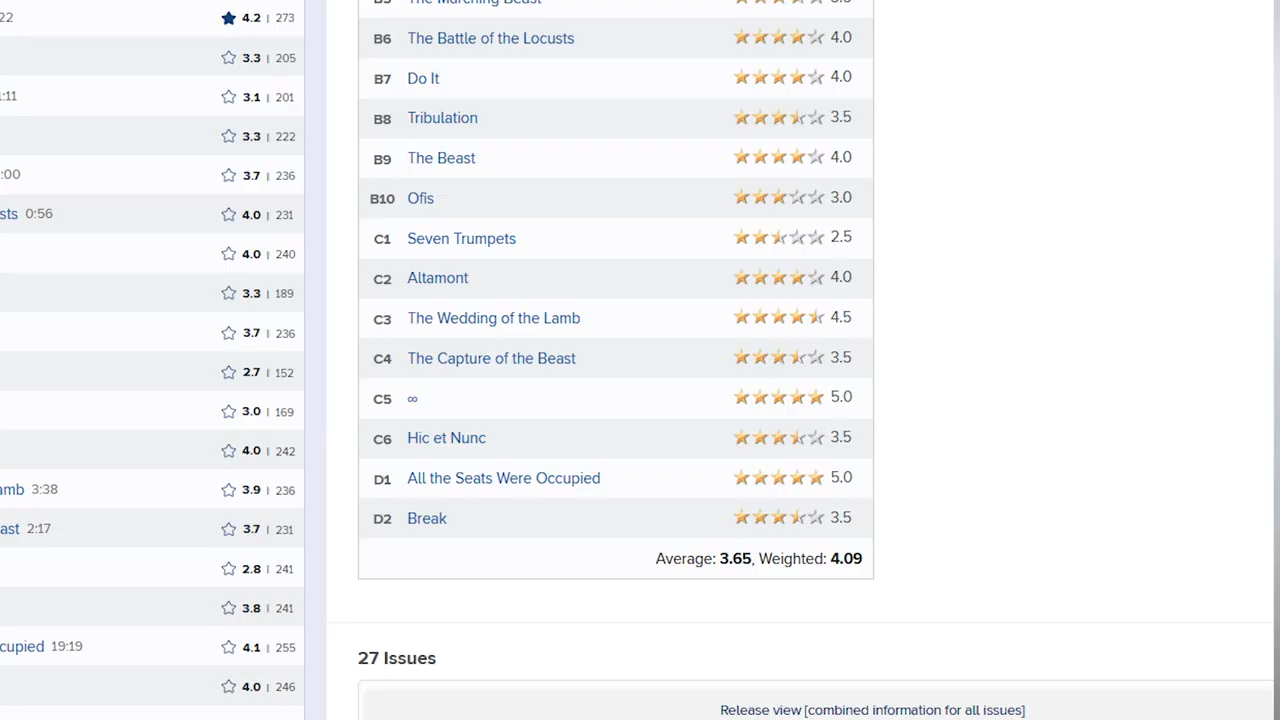 22 4.2 | 273
3.3 | 205
:11 3.1 | 201
3.3 | 222
:00 3.7 | 236
sts 0:56 4.0 | 231
4.0 | 240
3.3 | 189
3.7 | 236
2.7 | 152
3.0 | 169
4.0 | 242
amb 3:38 3.9 | 236
ast 2:17 3.7 | 231
2.8 | 241
3.8 | 241
cupied 19:19 4.1 | 255
4.0 | 246
B5 The Marching Beast
B6 The Battle of the Locusts 4.0
B7 Do It 4.0
B8 Tribulation 3.5
B9 The Beast 4.0
B10 Ofis 3.0
C1 Seven Trumpets 2.5
C2 Altamont 4.0
C3 The Wedding of the Lamb 4.5
C4 The Capture of the Beast 3.5
C5 ∞ 5.0
C6 Hic et Nunc 3.5
D1 All the Seats Were Occupied 5.0
D2 Break 3.5
Average: 3.65, Weighted: 4.09
27 Issues
Release view [combined information for all issues]